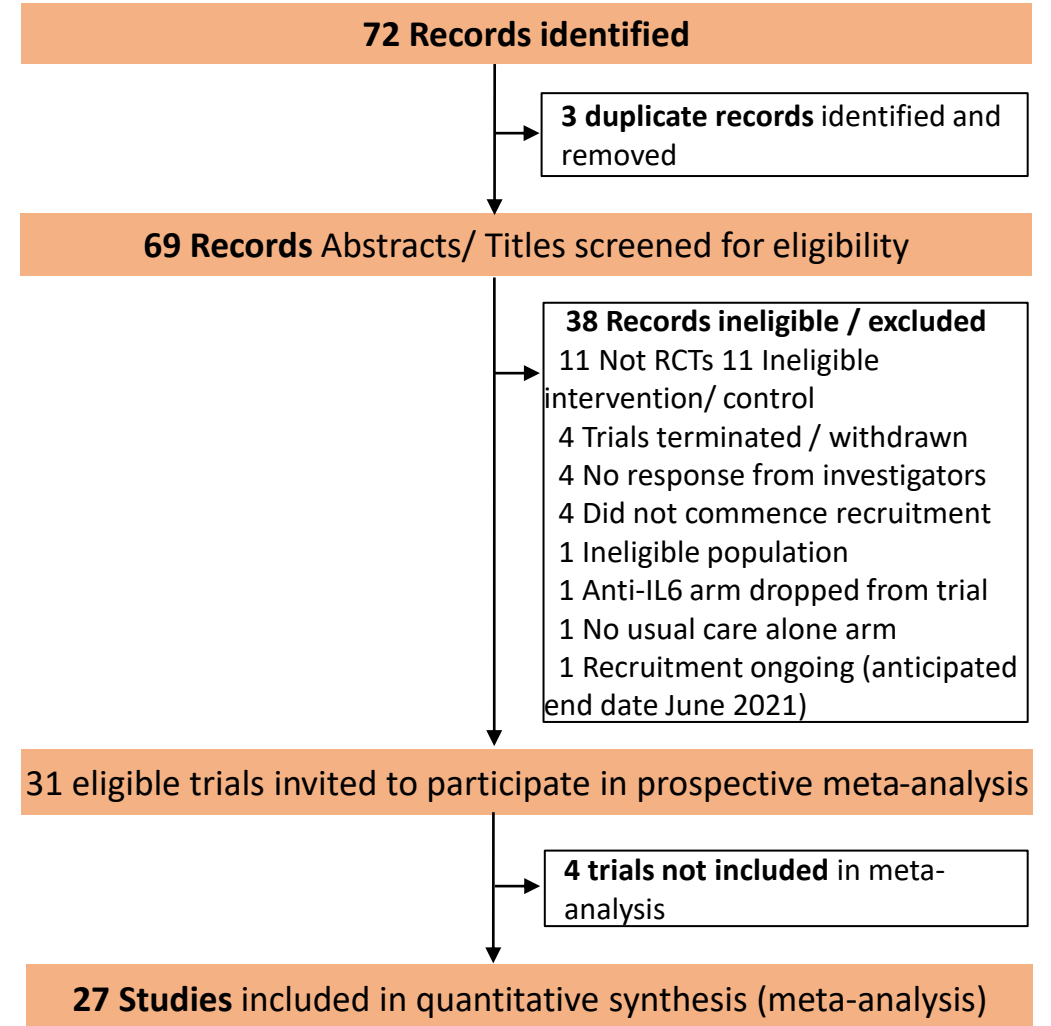 72 Records identified
3 duplicate records identified and
removed
69 Records Abstracts/ Titles screened for eligibility
38 Records ineligible / excluded
11 Not RCTs 11 Ineligible
intervention/ control
4 Trials terminated / withdrawn
4 No response from investigators
4 Did not commence recruitment
1 Ineligible population
1 Anti-IL6 arm dropped from trial
1 No usual care alone arm
1 Recruitment ongoing (anticipated
end date June 2021)
31 eligible trials invited to participate in prospective meta-analysis
4 trials not included in meta-
analysis
27 Studies included in quantitative synthesis (meta-analysis)